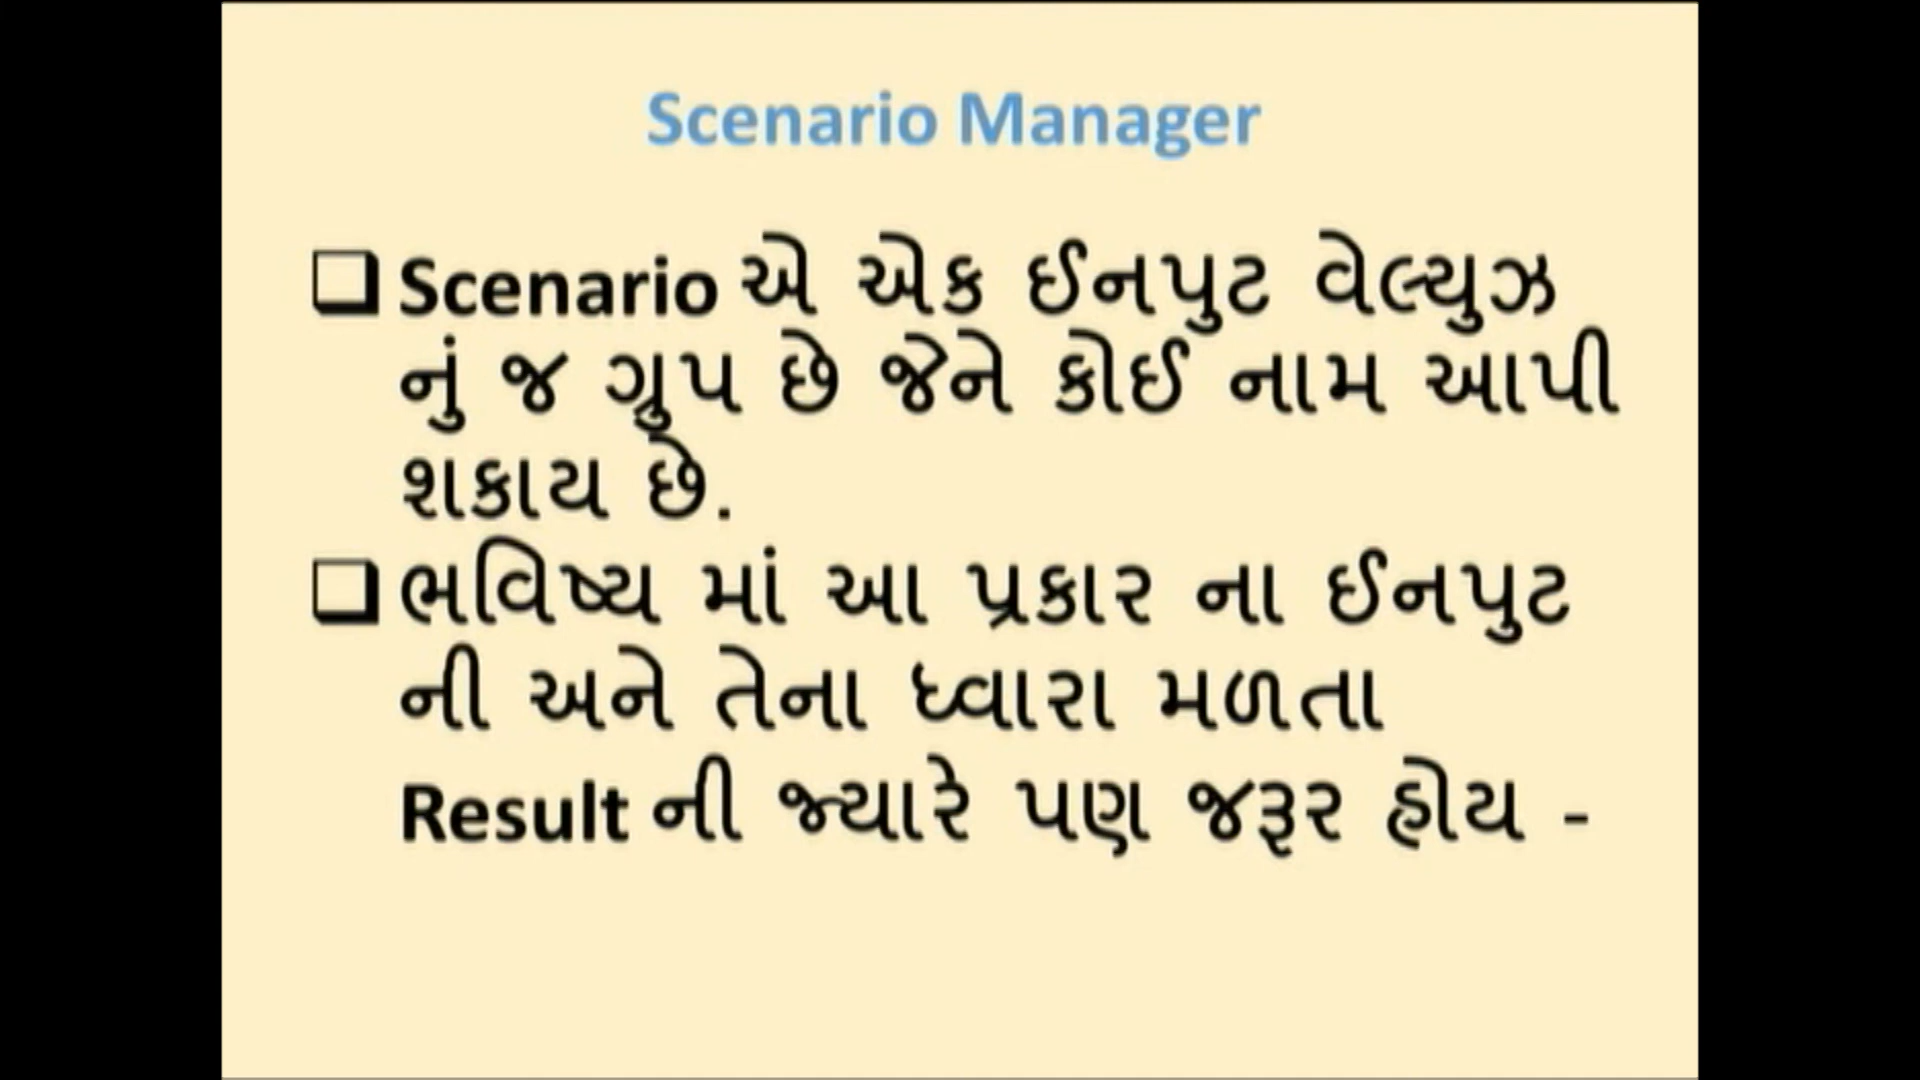 Scenario Manager
Scenario એ એક ઈનપુટ વેલ્યુઝ
નું જ ગ્રુપ છે જેને કોઈ નામ આપી
શકાય છે.
ભવિષ્ય માં આ પ્રકાર ના ઈનપુટ
ની અને તેના ધ્વારા મળતા
Result ની જ્યારે પણ જરૂર હોય -